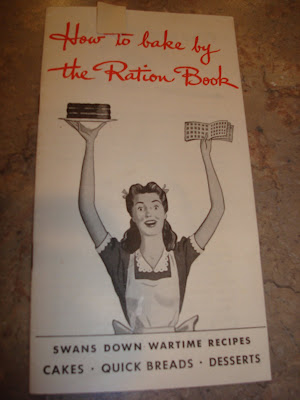 How to bake by
the Ration Book
SWANS DOWN WARTIME RECIPES
CAKES · QUICK BREADS · DESSERTS